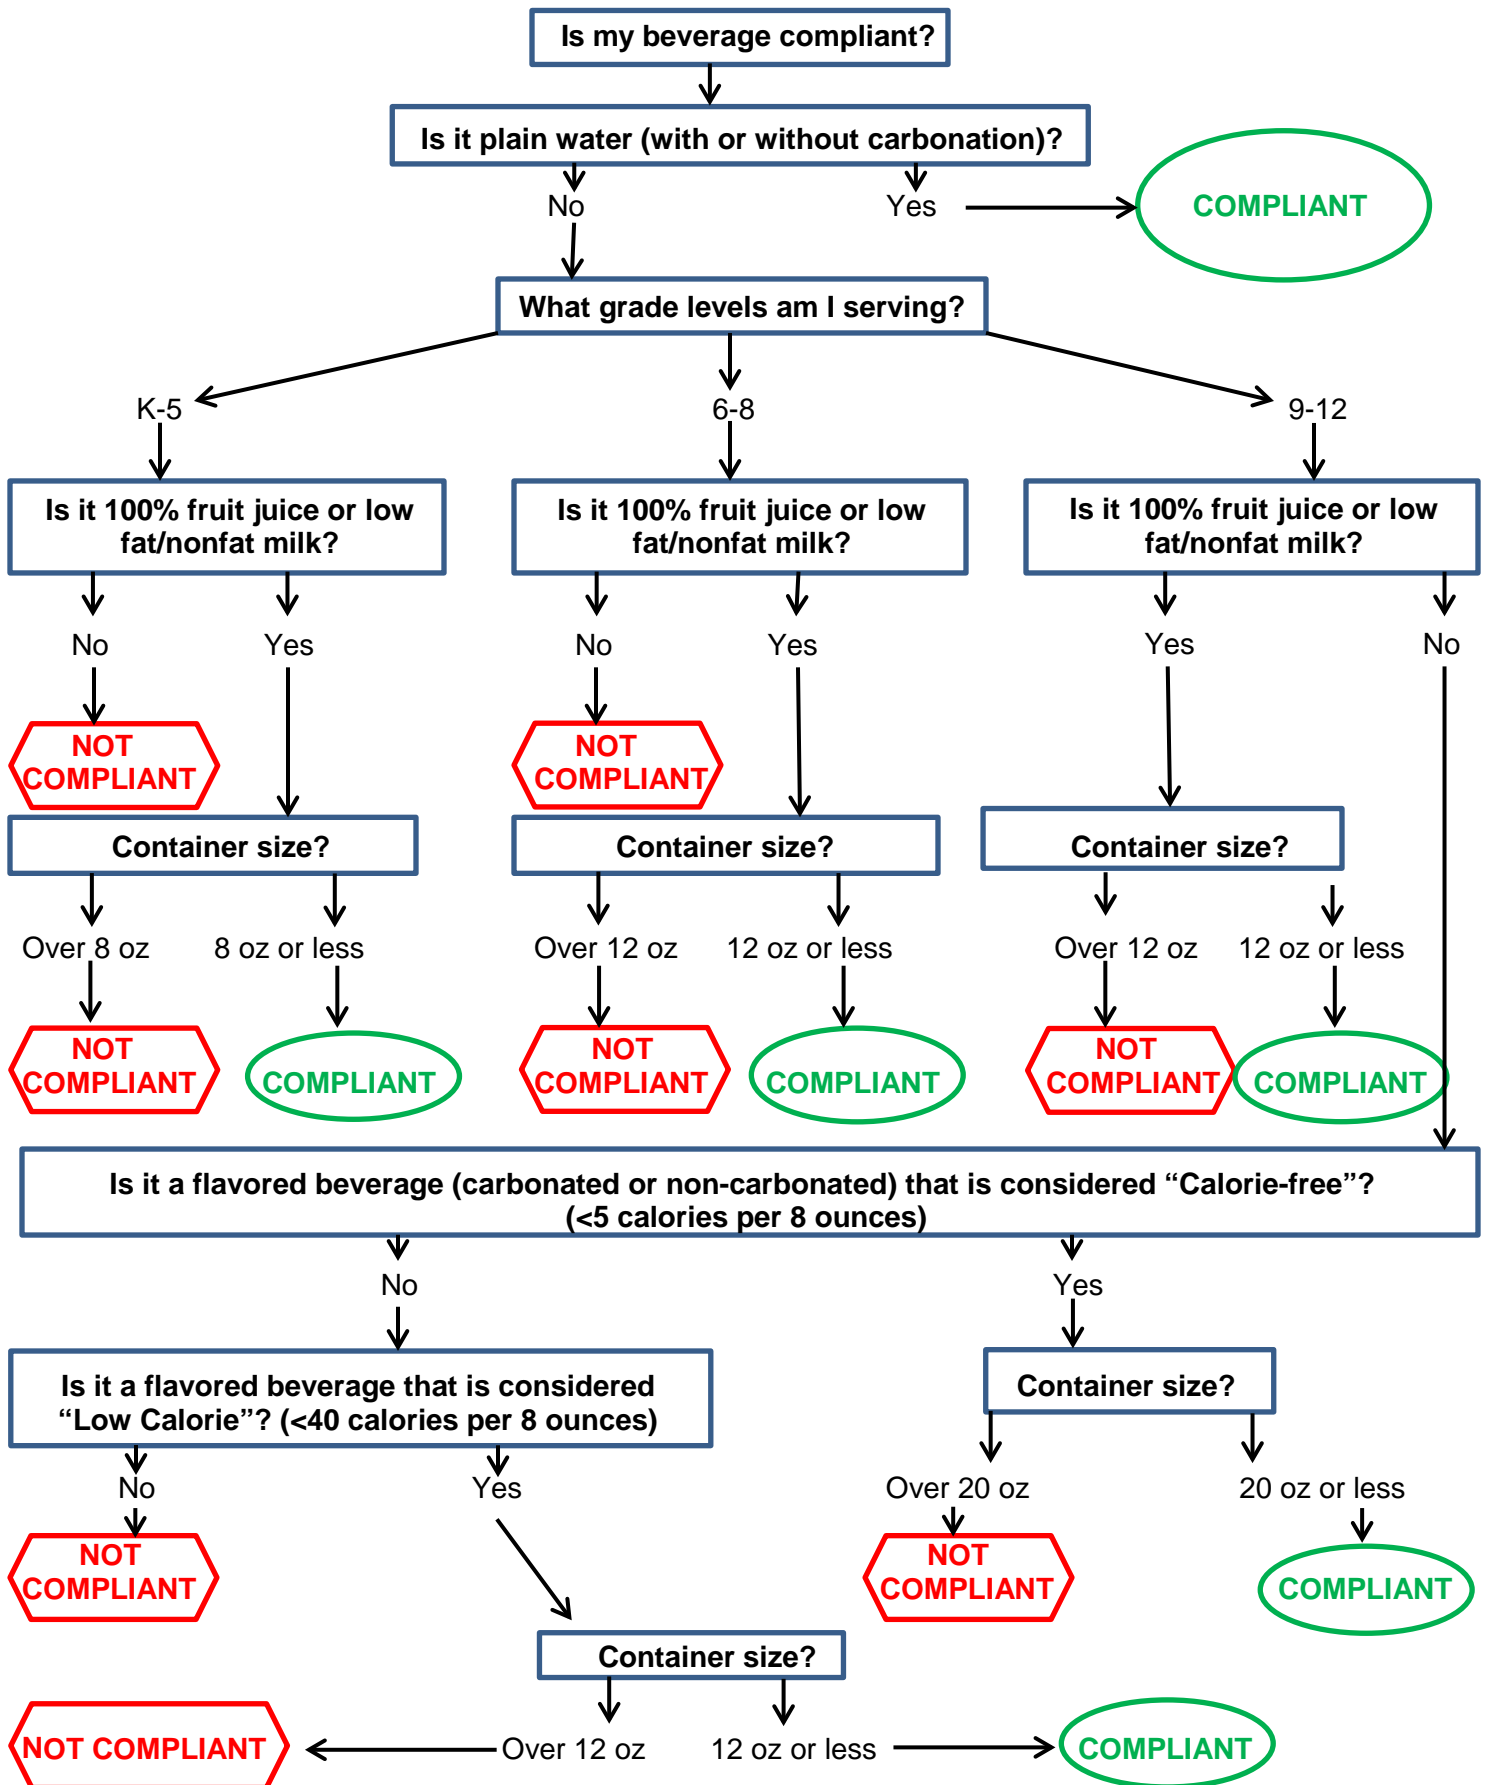 Is my beverage compliant?
Is it plain water (with or without carbonation)?
No
Yes
COMPLIANT
What grade levels am I serving?
K-5
6-8
9-12
Is it 100% fruit juice or low
fat/nonfat milk?
Is it 100% fruit juice or low
fat/nonfat milk?
Is it 100% fruit juice or low
fat/nonfat milk?
No
Yes
No
Yes
Yes
No
NOT
COMPLIANT
NOT
COMPLIANT
Container size?
Container size?
Container size?
Over 8 oz
8 oz or less
Over 12 oz
12 oz or less
Over 12 oz
12 oz or less
NOT
COMPLIANT
COMPLIANT
NOT
COMPLIANT
COMPLIANT
NOT
COMPLIANT
COMPLIANT
Is it a flavored beverage (carbonated or non-carbonated) that is considered “Calorie-free”?
(<5 calories per 8 ounces)
No
Yes
Is it a flavored beverage that is considered
“Low Calorie”? (<40 calories per 8 ounces)
Container size?
No
Yes
Over 20 oz
20 oz or less
NOT
COMPLIANT
NOT
COMPLIANT
COMPLIANT
Container size?
NOT COMPLIANT
Over 12 oz
12 oz or less
COMPLIANT